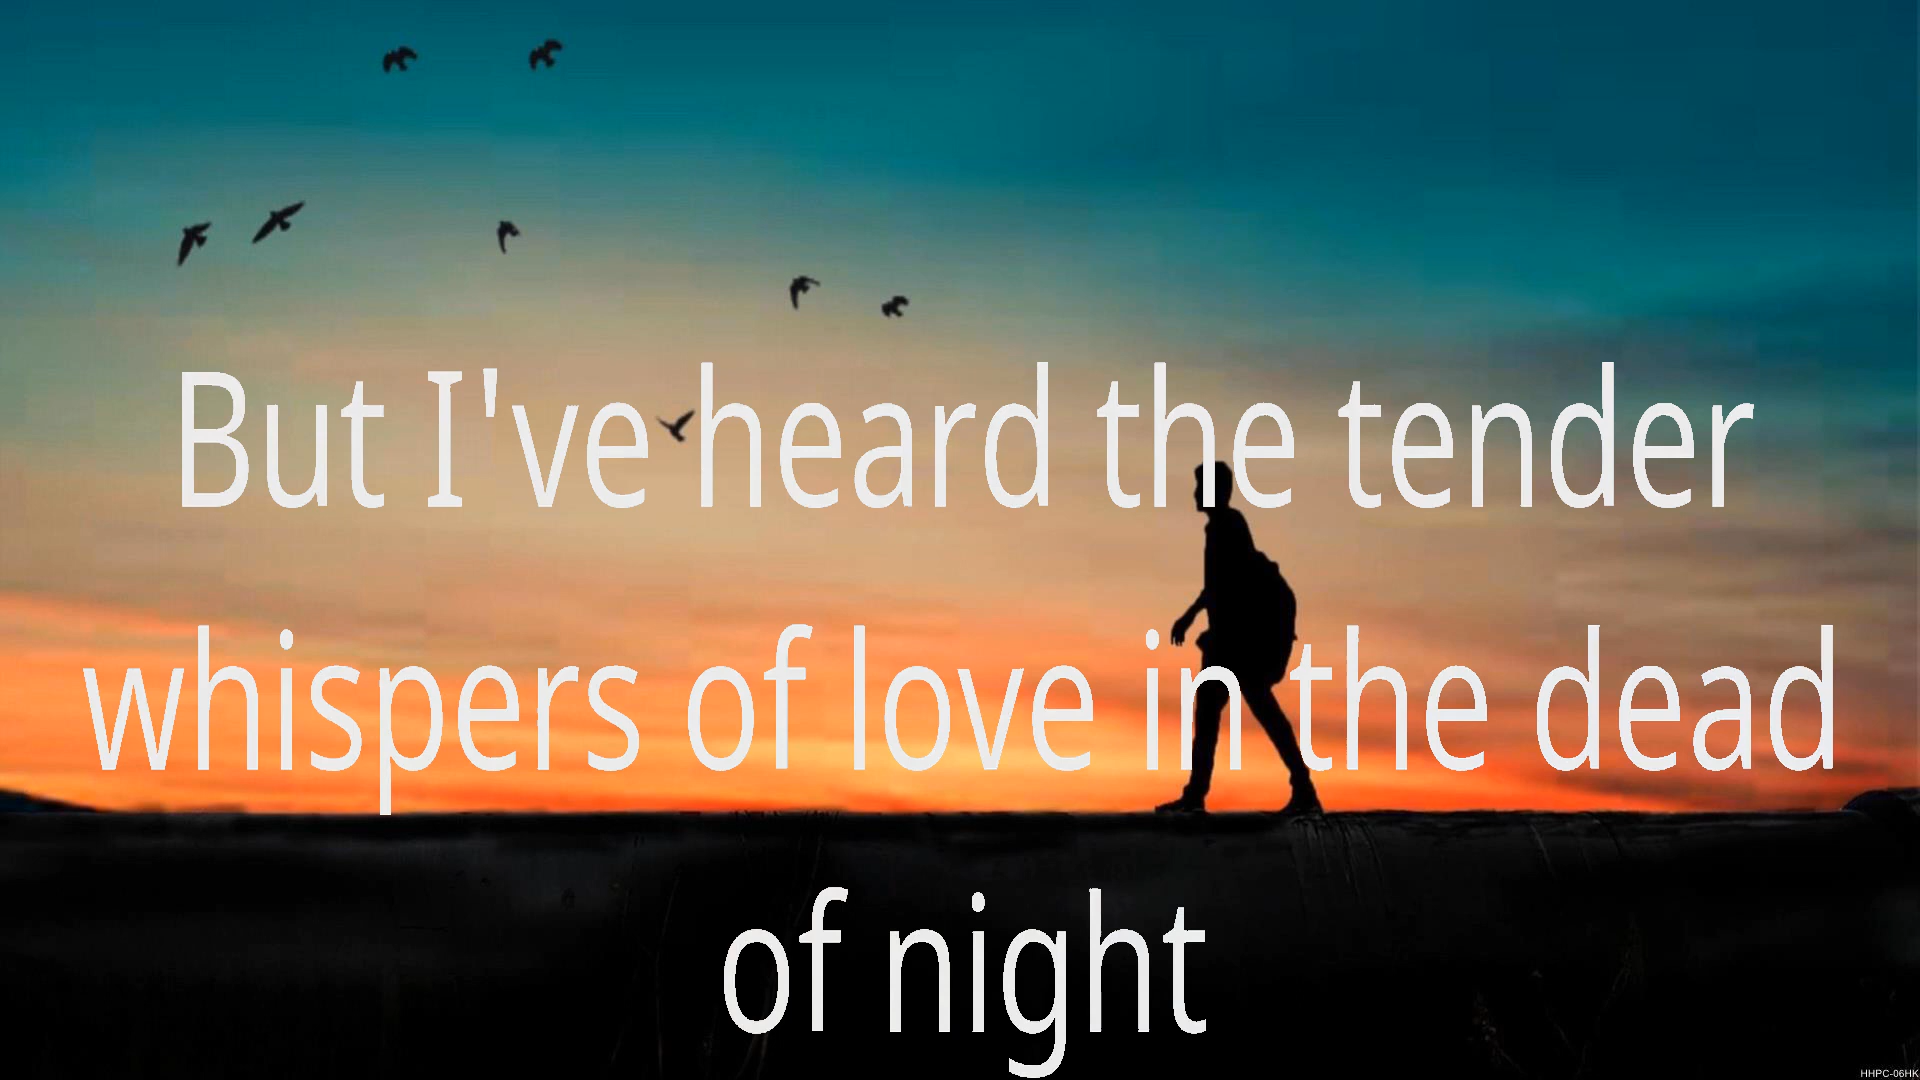 But I've heard the tender
whispers of love in the dead
of night
HHPC-06HK